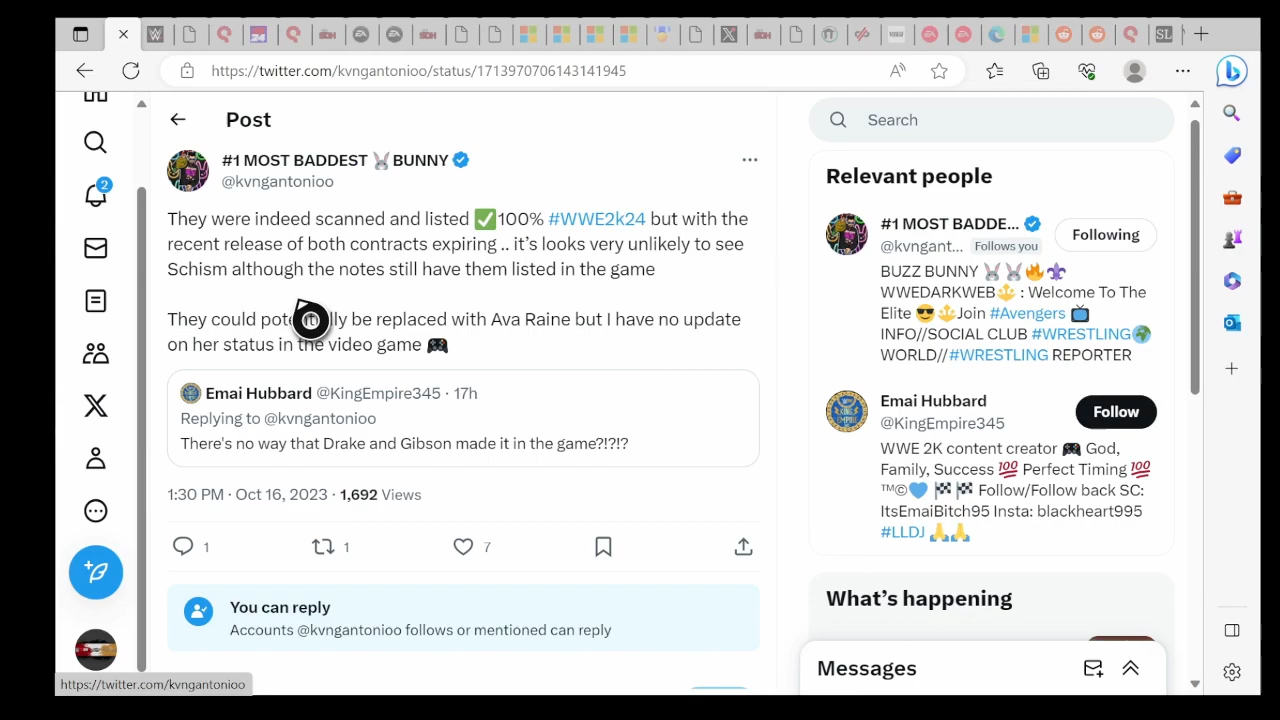 https://twitter.com/kvngantonioo/status/1713970706143141945
Post
#1 MOST BADDEST 🐰 BUNNY
@kvngantonioo
They were indeed scanned and listed ✅100% #WWE2k24 but with the
recent release of both contracts expiring .. it's looks very unlikely to see
Schism although the notes still have them listed in the game
They could potentially be replaced with Ava Raine but I have no update
on her status in the video game 🎮
Emai Hubbard @KingEmpire345 · 17h
Replying to @kvngantonioo
There's no way that Drake and Gibson made it in the game?!?!?
1:30 PM · Oct 16, 2023 · 1,692 Views
1
1
7
You can reply
Accounts @kvngantonioo follows or mentioned can reply
2
https://twitter.com/kvngantonioo
Search
Relevant people
#1 MOST BADDE...
@kvngant... Follows you
Following
BUZZ BUNNY 🐰🐰🔥⚜️
WWEDARKWEB🔱 : Welcome To The
Elite 😎🔱Join #Avengers 📺
INFO//SOCIAL CLUB #WRESTLING🌍
WORLD//#WRESTLING REPORTER
Emai Hubbard
@KingEmpire345
Follow
WWE 2K content creator 🎮 God,
Family, Success 💯 Perfect Timing 💯
™©💙 🏁🏁 Follow/Follow back SC:
ItsEmaiBitch95 Insta: blackheart995
#LLDJ 🙏🙏
What's happening
Messages